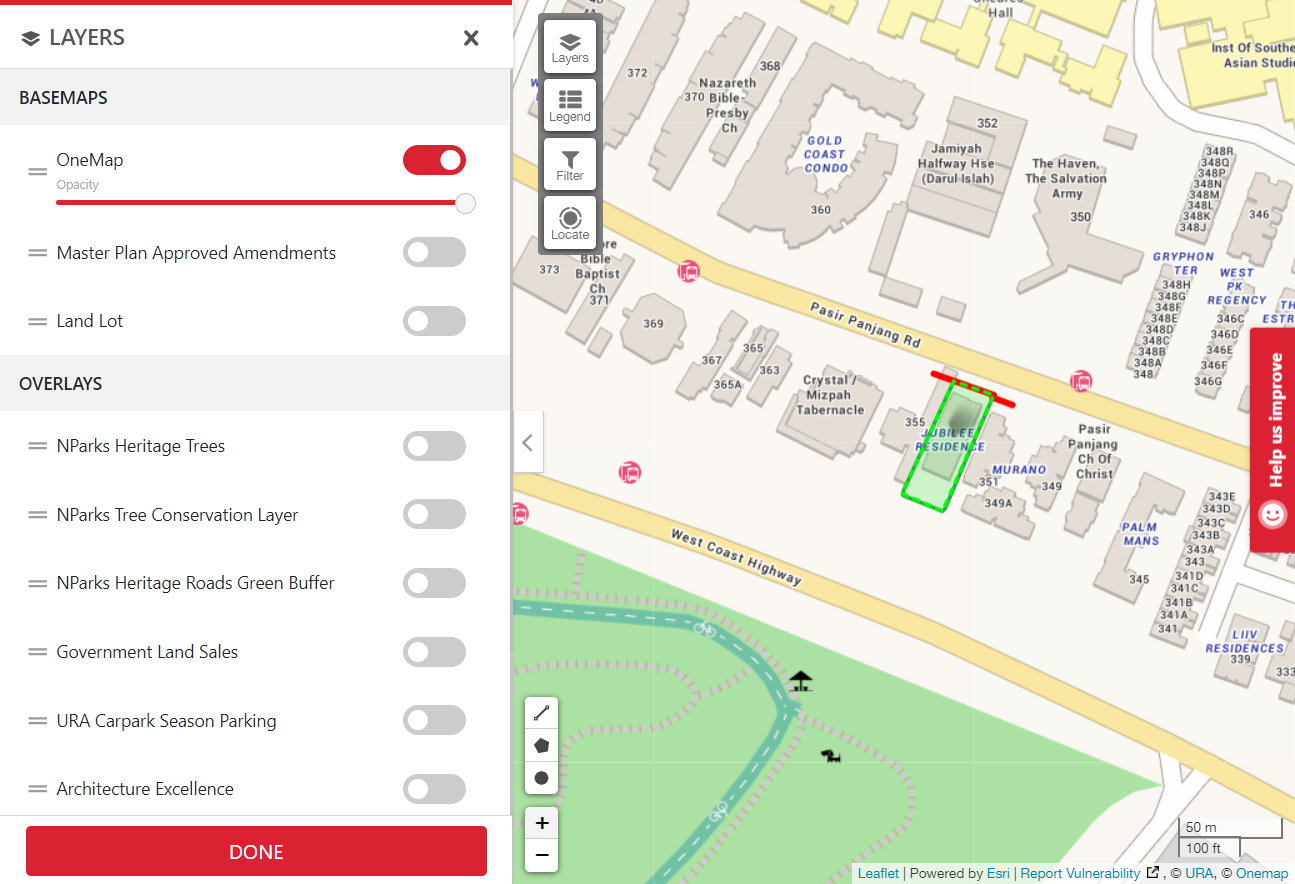 LAYERS
BASEMAPS
OneMap
Opacity
Master Plan Approved Amendments
Land Lot
OVERLAYS
NParks Heritage Trees
NParks Tree Conservation Layer
NParks Heritage Roads Green Buffer
Government Land Sales
URA Carpark Season Parking
Architecture Excellence
DONE
Layers
Legend
Filter
Locate
Hall
Inst Of Southe
Asian Studie
372
368
Nazareth
370 Bible-
Presby
Ch
GOLD
COAST
CONDO
360
352
Jamiyah
Halfway Hse
(Darul Islah)
The Haven,
The Salvation
Army
350
348R
348Q
348P
348N
348M
348L
348K
348J
346
GRYPHON
TER
WEST
PK
REGENCY
TH
ESTR
348H
348G
348F
348E
348D
348C
348B
348A
348
346C
346D
346E
346F
346G
373
ore
Bible
Baptist
Ch
371
369
367
365
363
365A
Pasir Panjang Rd
Crystal /
Mizpah
Tabernacle
355
JUBILEE
RESIDENCE
MURANO
351
349
349A
Pasir
Panjang
Ch Of
Christ
PALM
MANS
345
343E
343D
343C
343B
343A
343
341D
341C
341B
341A
341
LIIV
RESIDENCES
339
333
West Coast Highway
Help us improve
+
−
50 m
100 ft
Leaflet | Powered by Esri | Report Vulnerability , © URA, © Onemap